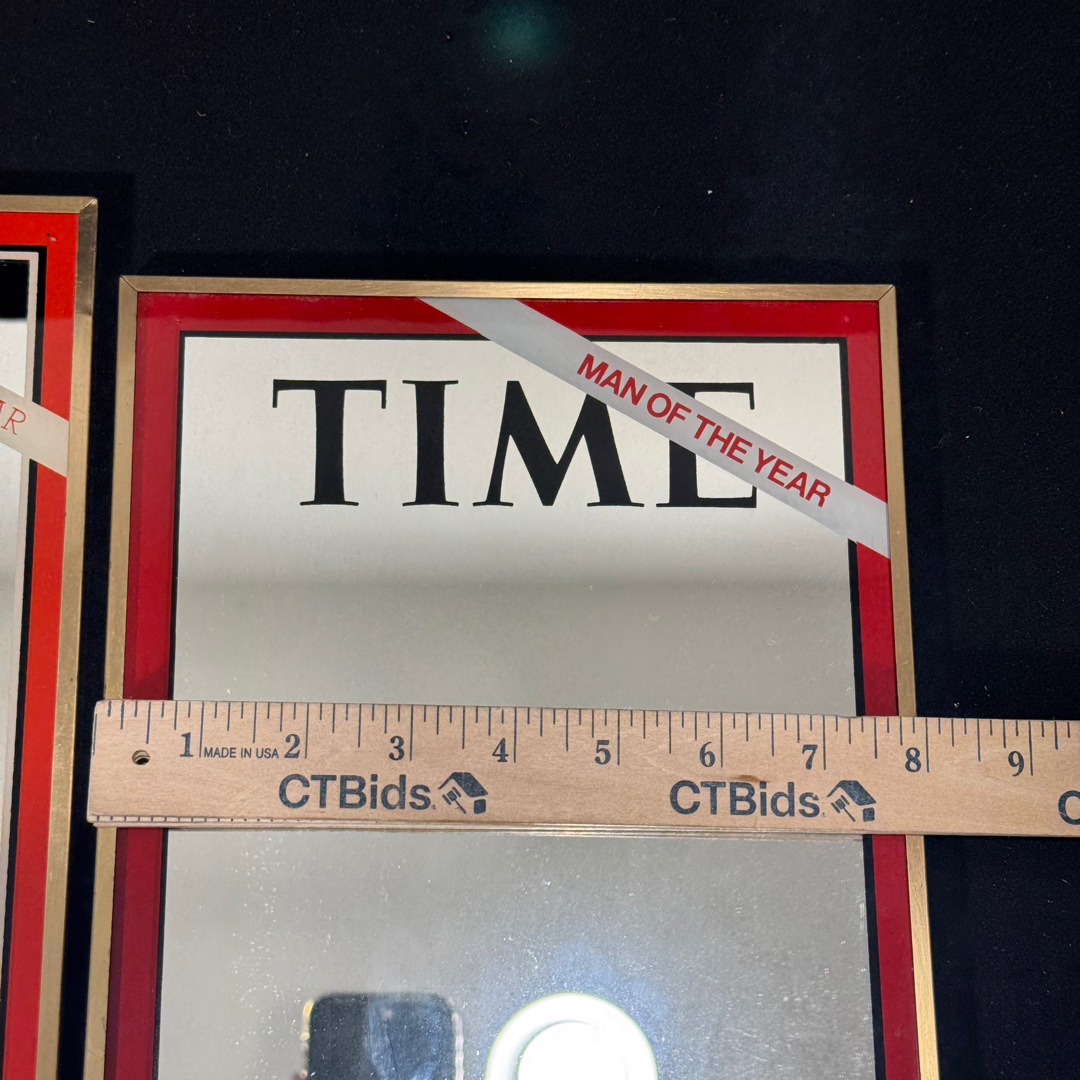 TIME
MAN OF THE YEAR
1 MADE IN USA 2 3 4 5 6 7 8 9
CTBids. CTBids.